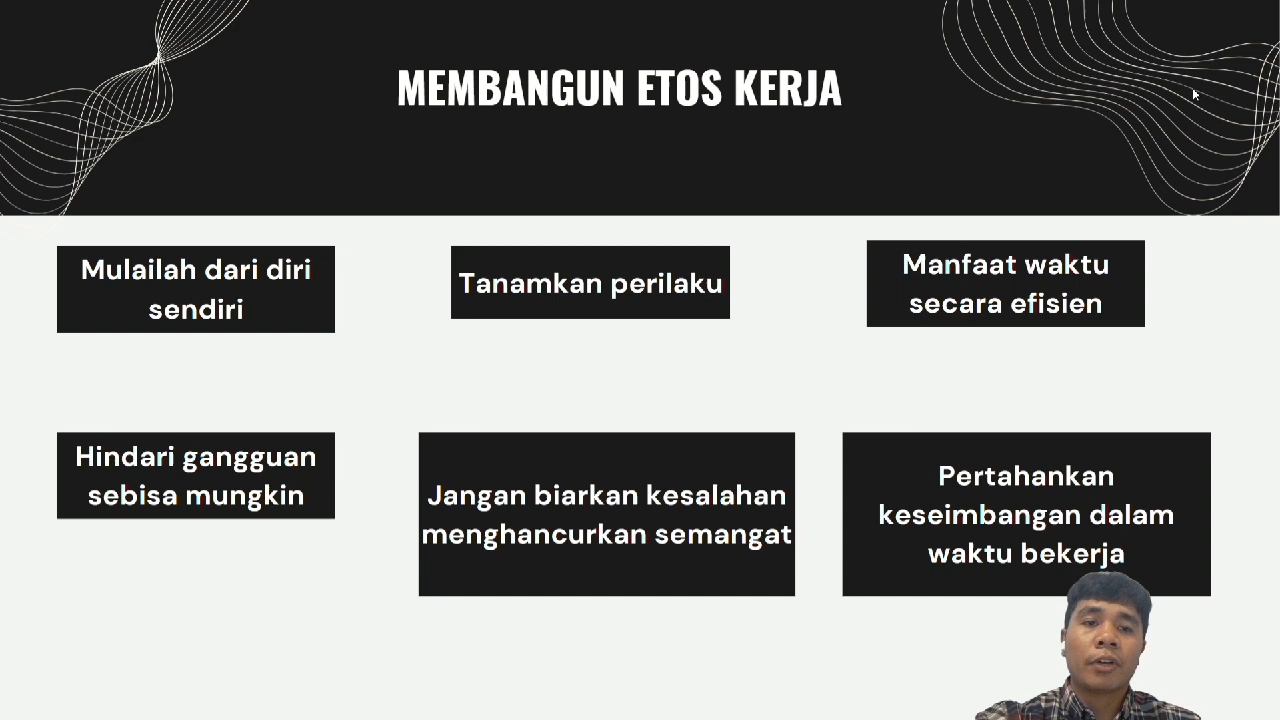 MEMBANGUN ETOS KERJA
Mulailah dari diri
sendiri
Tanamkan perilaku
Manfaat waktu
secara efisien
Hindari gangguan
sebisa mungkin
Jangan biarkan kesalahan
menghancurkan semangat
Pertahankan
keseimbangan dalam
waktu bekerja